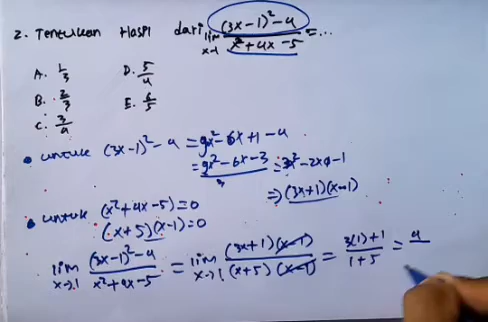 2. Tentukan Hasil dari lim x→1 (3x-1)² - 4 / x² + 4x - 5 = ...
A. 1/3 D. 5/4
B. 2/3 E. 6/5
C. 3/4
• untuk (3x-1)² - 4 = 9x² - 6x + 1 - 4
= 9x² - 6x - 3 / 3 = 3x² - 2x - 1
⇒ (3x+1)(x-1)
• untuk (x² + 4x - 5) = 0
(x+5)(x-1) = 0
lim x→1 (3x-1)² - 4 / x² + 4x - 5 = lim x→1 (3x+1)(x-1) / (x+5)(x-1) = 3(1)+1 / 1+5 = 4